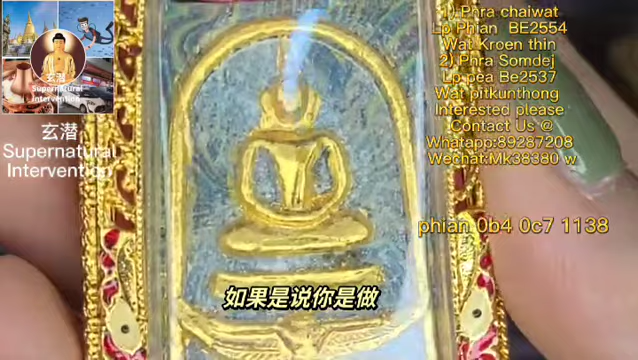 玄潜
Supernatural
Intervention
玄潜
Supernatural
Intervention
1) Phra chaiwat
Lp Phian BE2554
Wat Kroen thin
2) Phra Somdej
Lp pea Be2537
Wat pitkunthong
Interested please
Contact Us @
Whatapp:89287208
Wechat:Mk38380 w
phian 0b4 0c7 1138
如果是说你是做